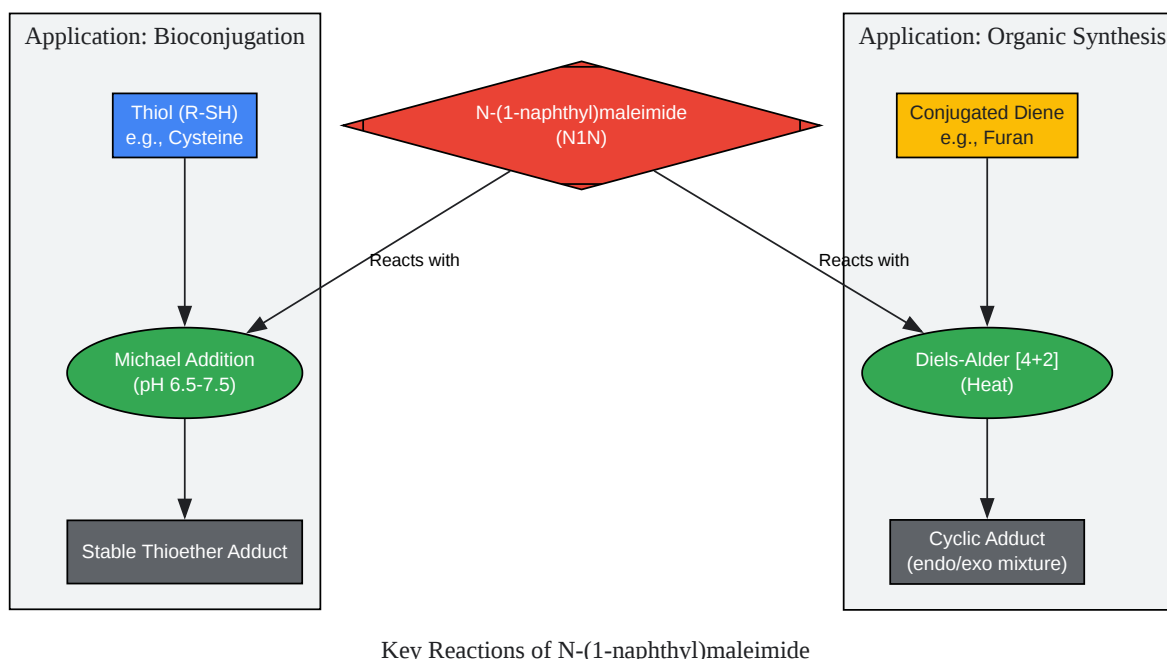 Application: Bioconjugation
Application: Organic Synthesis
Thiol (R-SH)
e.g., Cysteine
N-(1-naphthyl)maleimide
(N1N)
Conjugated Diene
e.g., Furan
Reacts with
Reacts with
Michael Addition
(pH 6.5-7.5)
Diels-Alder [4+2]
(Heat)
Stable Thioether Adduct
Cyclic Adduct
(endo/exo mixture)
Key Reactions of N-(1-naphthyl)maleimide